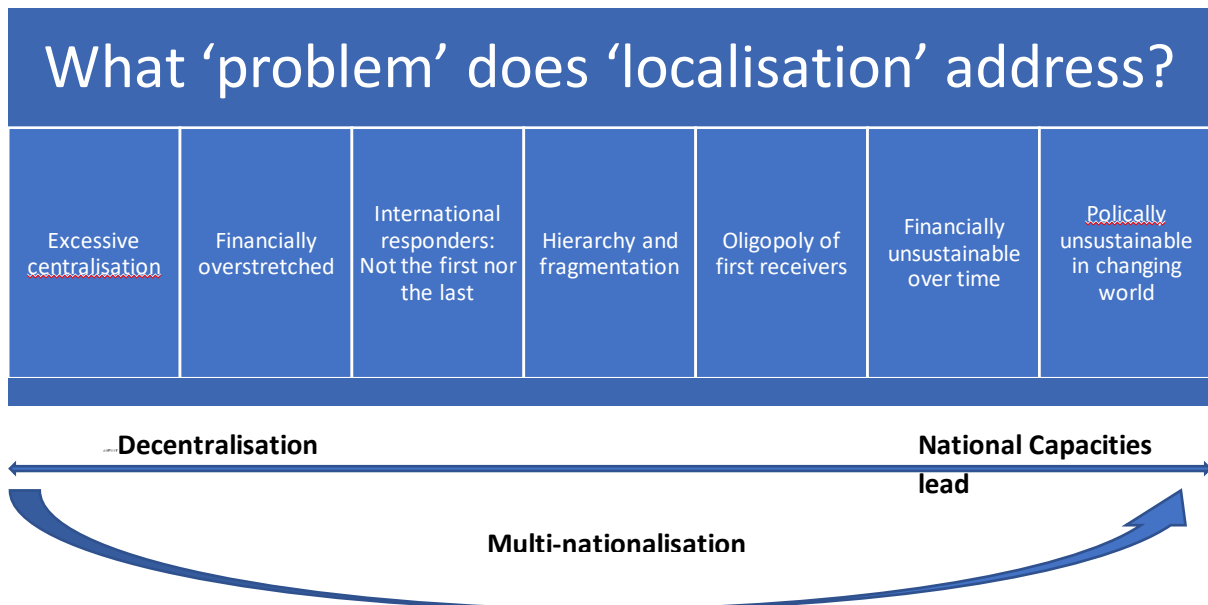 What ‘problem’ does ‘localisation’ address?
Excessive
centralisation
Financially
overstretched
International
responders:
Not the first nor
the last
Hierarchy and
fragmentation
Oligopoly of
first receivers
Financially
unsustainable
over time
Polically
unsustainable
in changing
world
Decentralisation
National Capacities
lead
Multi-nationalisation